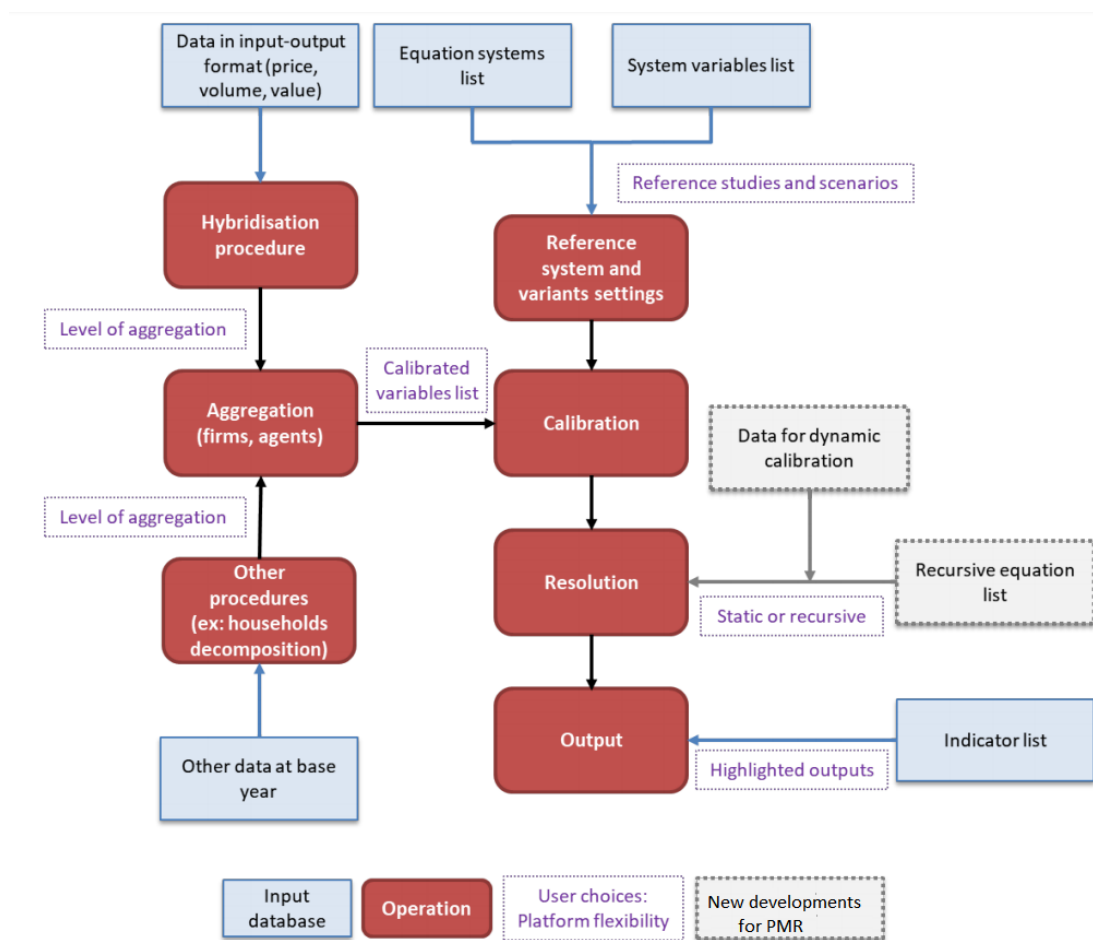 Data in input-output
format (price,
volume, value)
Equation systems
list
System variables list
Reference studies and scenarios
Hybridisation
procedure
Reference
system and
variants settings
Level of aggregation
Calibrated
variables list
Aggregation
(firms, agents)
Calibration
Data for dynamic
calibration
Level of aggregation
Other
procedures
(ex: households
decomposition)
Resolution
Recursive equation
list
Static or recursive
Output
Indicator list
Highlighted outputs
Other data at base
year
Input
database
Operation
User choices:
Platform flexibility
New developments
for PMR